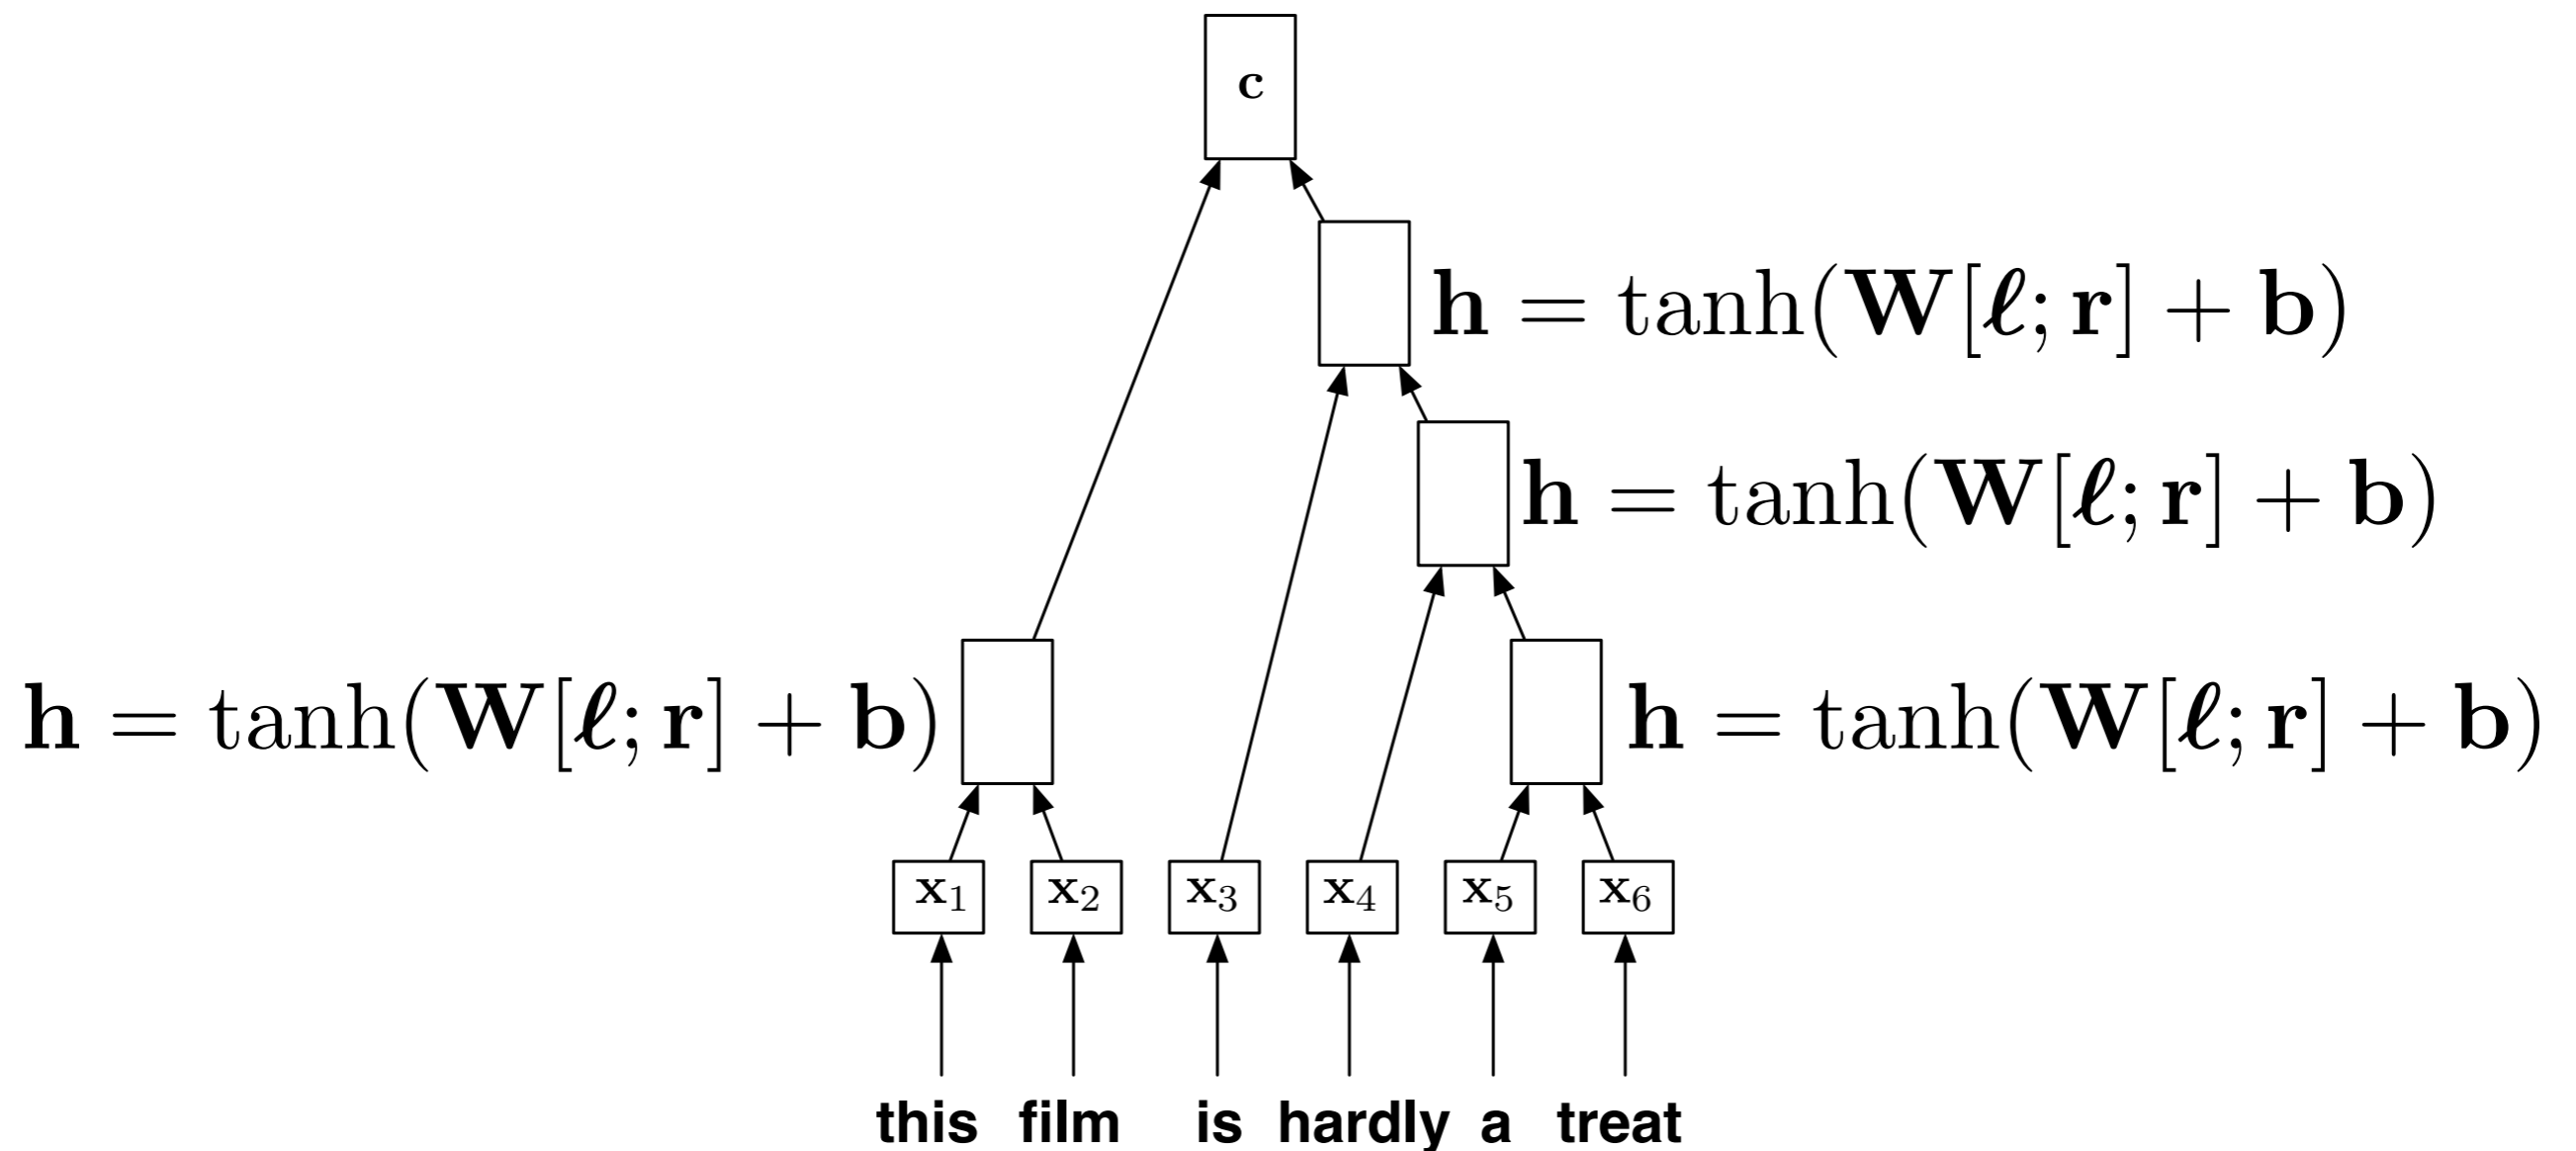 c
h = tanh(W[ℓ; r] + b)
h = tanh(W[ℓ; r] + b)
h = tanh(W[ℓ; r] + b) h = tanh(W[ℓ; r] + b)
x₁ x₂ x₃ x₄ x₅ x₆
this film is hardly a treat